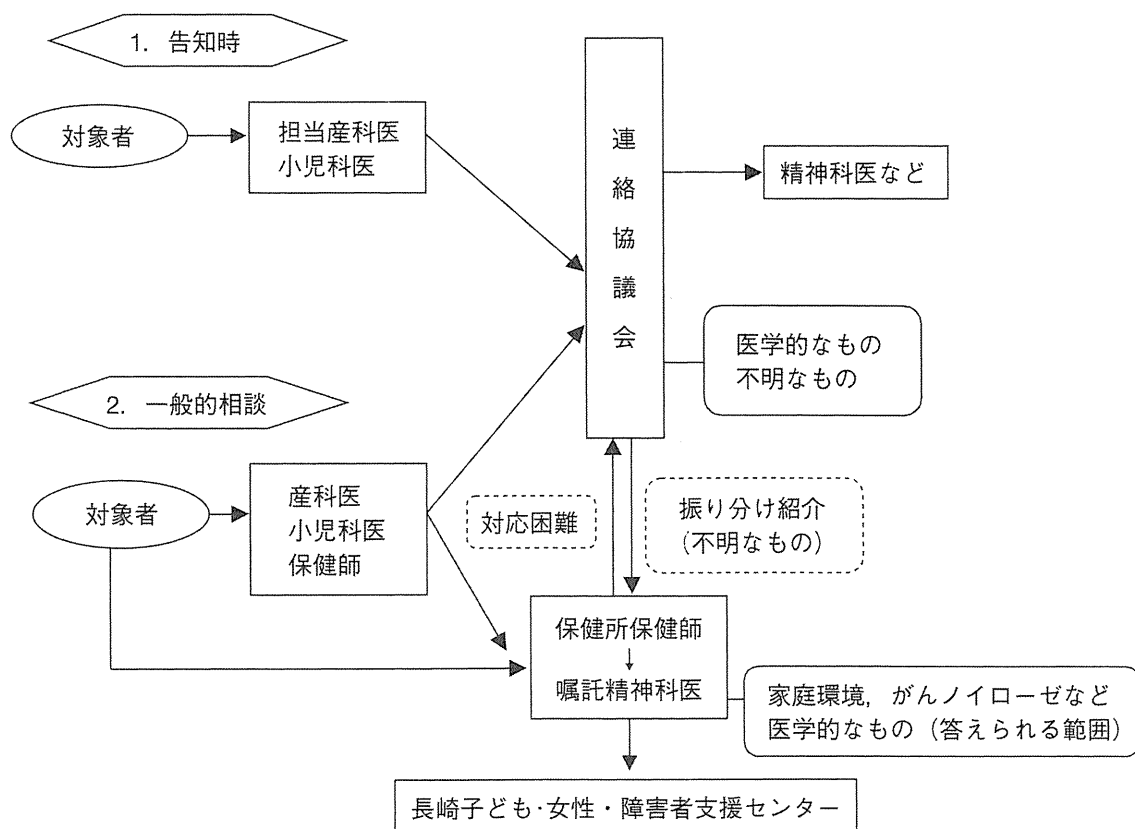 1. 告知時
対象者
担当産科医
小児科医
連絡協議会
精神科医など
医学的なもの
不明なもの
2. 一般的相談
対象者
産科医
小児科医
保健師
対応困難
振り分け紹介
(不明なもの)
保健所保健師
嘱託精神科医
家庭環境,がんノイローゼなど
医学的なもの(答えられる範囲)
長崎子ども・女性・障害者支援センター